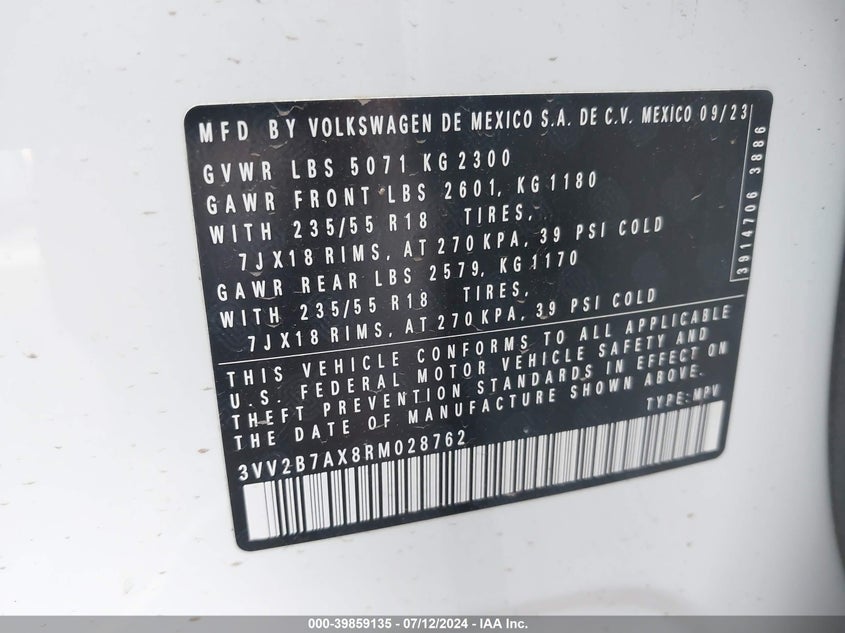 MFD BY VOLKSWAGEN DE MEXICO S.A. DE C.V. MEXICO 09/23
GVWR LBS 5071 KG 2300
GAWR FRONT LBS 2601, KG 1180
WITH 235/55 R18 TIRES,
7JX18 RIMS, AT 270 KPA, 39 PSI COLD
GAWR REAR LBS 2579, KG 1170
WITH 235/55 R18 TIRES,
7JX18 RIMS, AT 270 KPA, 39 PSI COLD
3914706 3886
THIS VEHICLE CONFORMS TO ALL APPLICABLE
U.S. FEDERAL MOTOR VEHICLE SAFETY AND
THEFT PREVENTION STANDARDS IN EFFECT ON
THE DATE OF MANUFACTURE SHOWN ABOVE.
TYPE: MPV
3VV2B7AX8RM028762
000-39859135 - 07/12/2024 - IAA Inc.